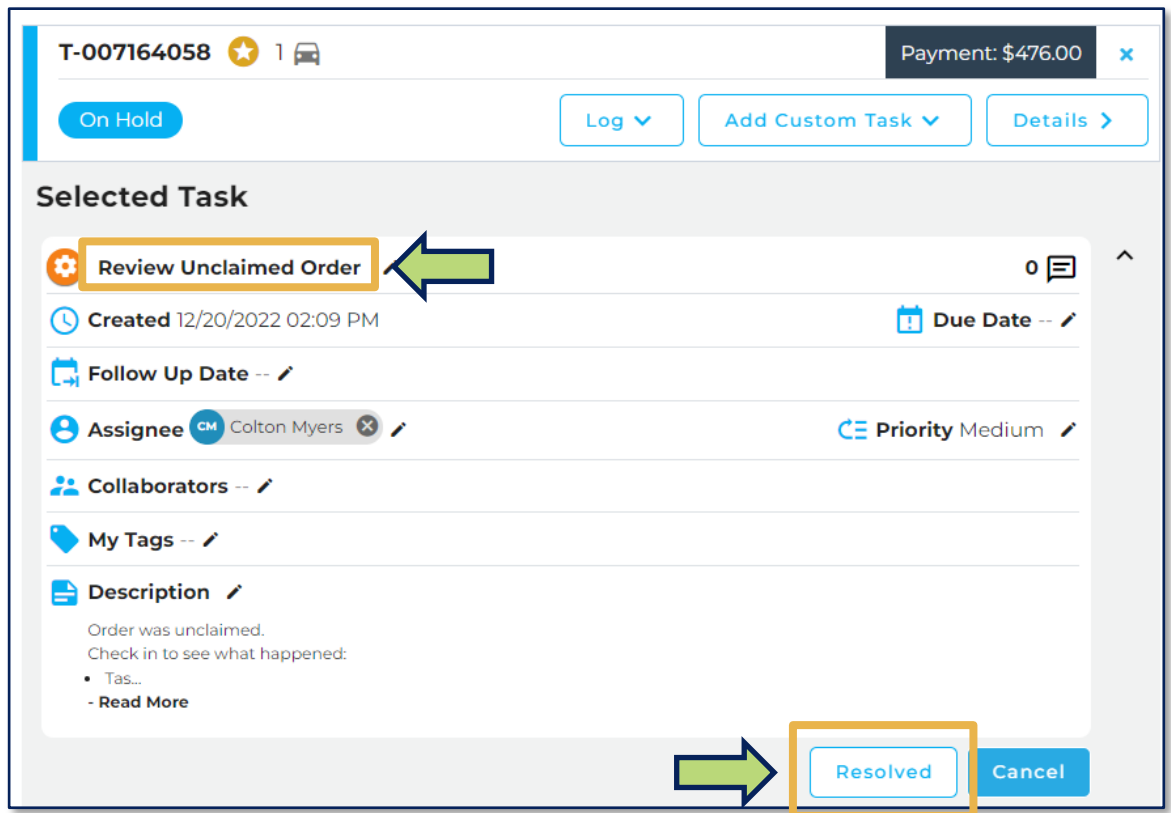 T-007164058 1 Payment: $476.00 ×
On Hold Log Add Custom Task Details
Selected Task
Review Unclaimed Order 0
Created 12/20/2022 02:09 PM Due Date --
Follow Up Date --
Assignee CM Colton Myers Priority Medium
Collaborators --
My Tags --
Description
Order was unclaimed.
Check in to see what happened:
• Tas...
- Read More
Resolved Cancel